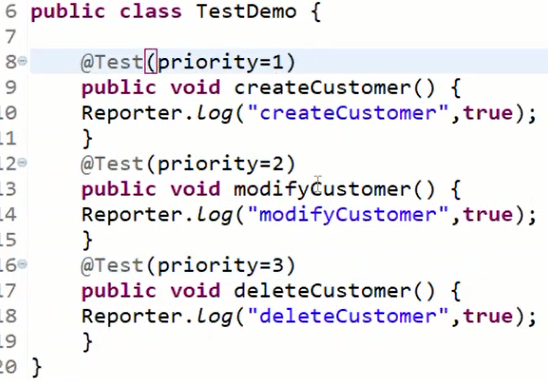 6 public class TestDemo {
7
8 @Test(priority=1)
9 public void createCustomer() {
10 Reporter.log("createCustomer",true);
11 }
12 @Test(priority=2)
13 public void modifyCustomer() {
14 Reporter.log("modifyCustomer",true);
15 }
16 @Test(priority=3)
17 public void deleteCustomer() {
18 Reporter.log("deleteCustomer",true);
19 }
20 }